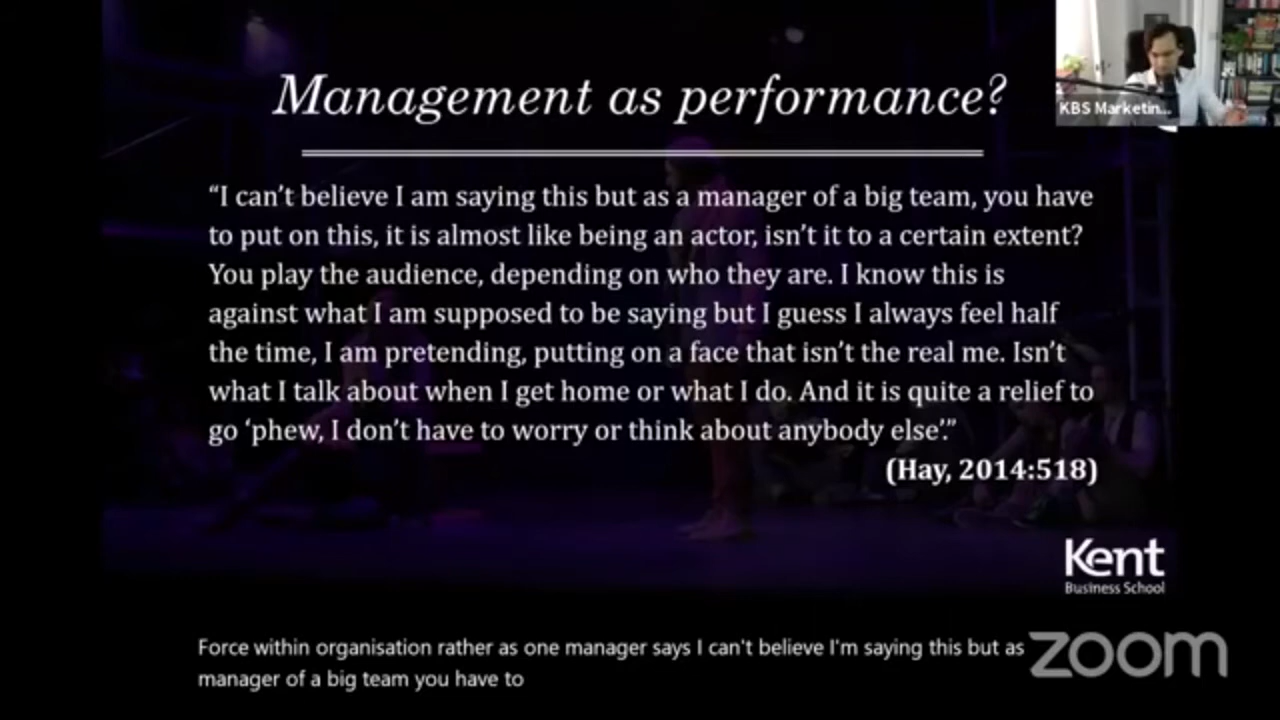 Management as performance?
KBS Marketin...
“I can’t believe I am saying this but as a manager of a big team, you have
to put on this, it is almost like being an actor, isn’t it to a certain extent?
You play the audience, depending on who they are. I know this is
against what I am supposed to be saying but I guess I always feel half
the time, I am pretending, putting on a face that isn’t the real me. Isn’t
what I talk about when I get home or what I do. And it is quite a relief to
go ‘phew, I don’t have to worry or think about anybody else’.”
(Hay, 2014:518)
Kent
Business School
Force within organisation rather as one manager says I can't believe I'm saying this but as
manager of a big team you have to
zoom